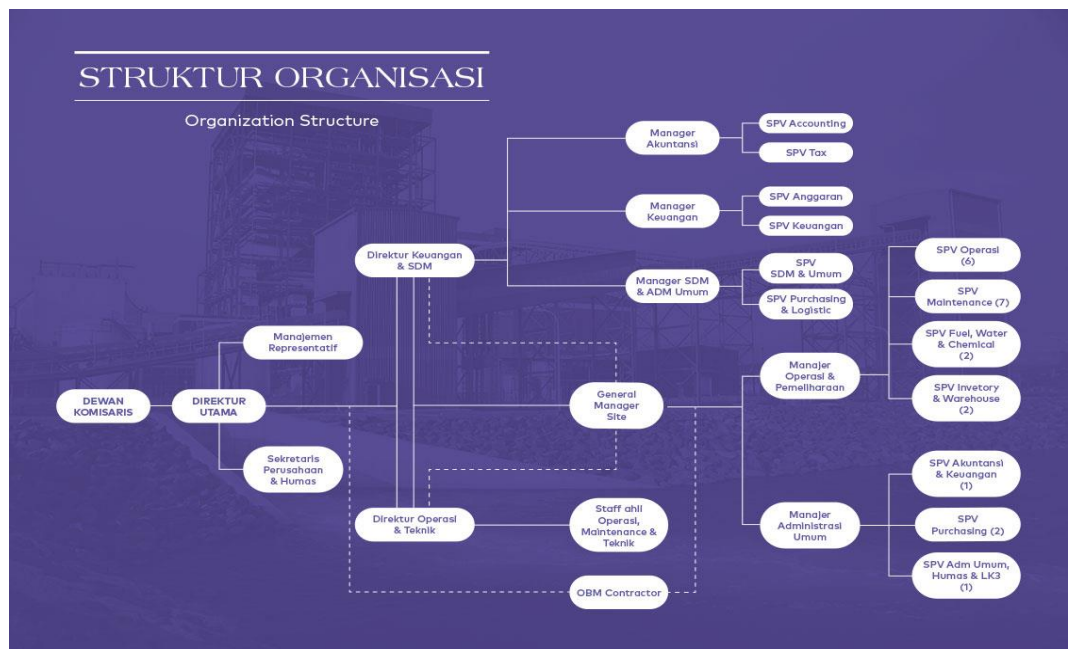 STRUKTUR ORGANISASI
Organization Structure
DEWAN
KOMISARIS
DIREKTUR
UTAMA
Manajemen
Representatif
Sekretaris
Perusahaan
& Humas
Direktur Keuangan
& SDM
Direktur Operasi
& Teknik
Manager
Akuntansi
SPV Accounting
SPV Tax
Manager
Keuangan
SPV Anggaran
SPV Keuangan
Manager SDM
& ADM Umum
SPV
SDM & Umum
SPV Purchasing
& Logistic
General
Manager
Site
Staff ahli
Operasi,
Maintenance &
Teknik
OBM Contractor
Manajer
Operasi &
Pemeliharaan
SPV Operasi
(6)
SPV
Maintenance (7)
SPV Fuel, Water
& Chemical
(2)
SPV Invetory
& Warehouse
(2)
Manajer
Administrasi
Umum
SPV Akuntansi
& Keuangan
(1)
SPV
Purchasing (2)
SPV Adm Umum,
Humas & LK3
(1)